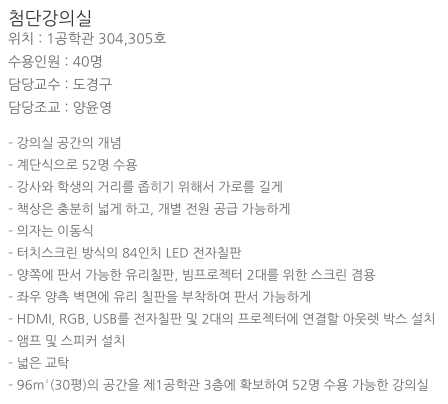 첨단강의실
위치 : 1공학관 304,305호
수용인원 : 40명
담당교수 : 도경구
담당조교 : 양윤영
- 강의실 공간의 개념
- 계단식으로 52명 수용
- 강사와 학생의 거리를 좁히기 위해서 가로를 길게
- 책상은 충분히 넓게 하고, 개별 전원 공급 가능하게
- 의자는 이동식
- 터치스크린 방식의 84인치 LED 전자칠판
- 양쪽에 판서 가능한 유리칠판, 빔프로젝터 2대를 위한 스크린 겸용
- 좌우 양측 벽면에 유리 칠판을 부착하여 판서 가능하게
- HDMI, RGB, USB를 전자칠판 및 2대의 프로젝터에 연결할 아웃렛 박스 설치
- 앰프 및 스피커 설치
- 넓은 교탁
- 96m'(30평)의 공간을 제1공학관 3층에 확보하여 52명 수용 가능한 강의실